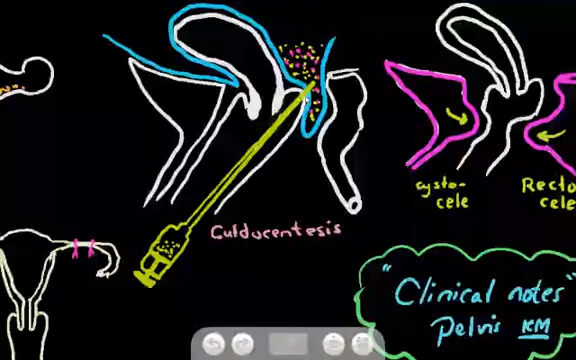 Culdocentesis
cysto-
cele
Recto
cele
"Clinical notes"
Pelvis KM